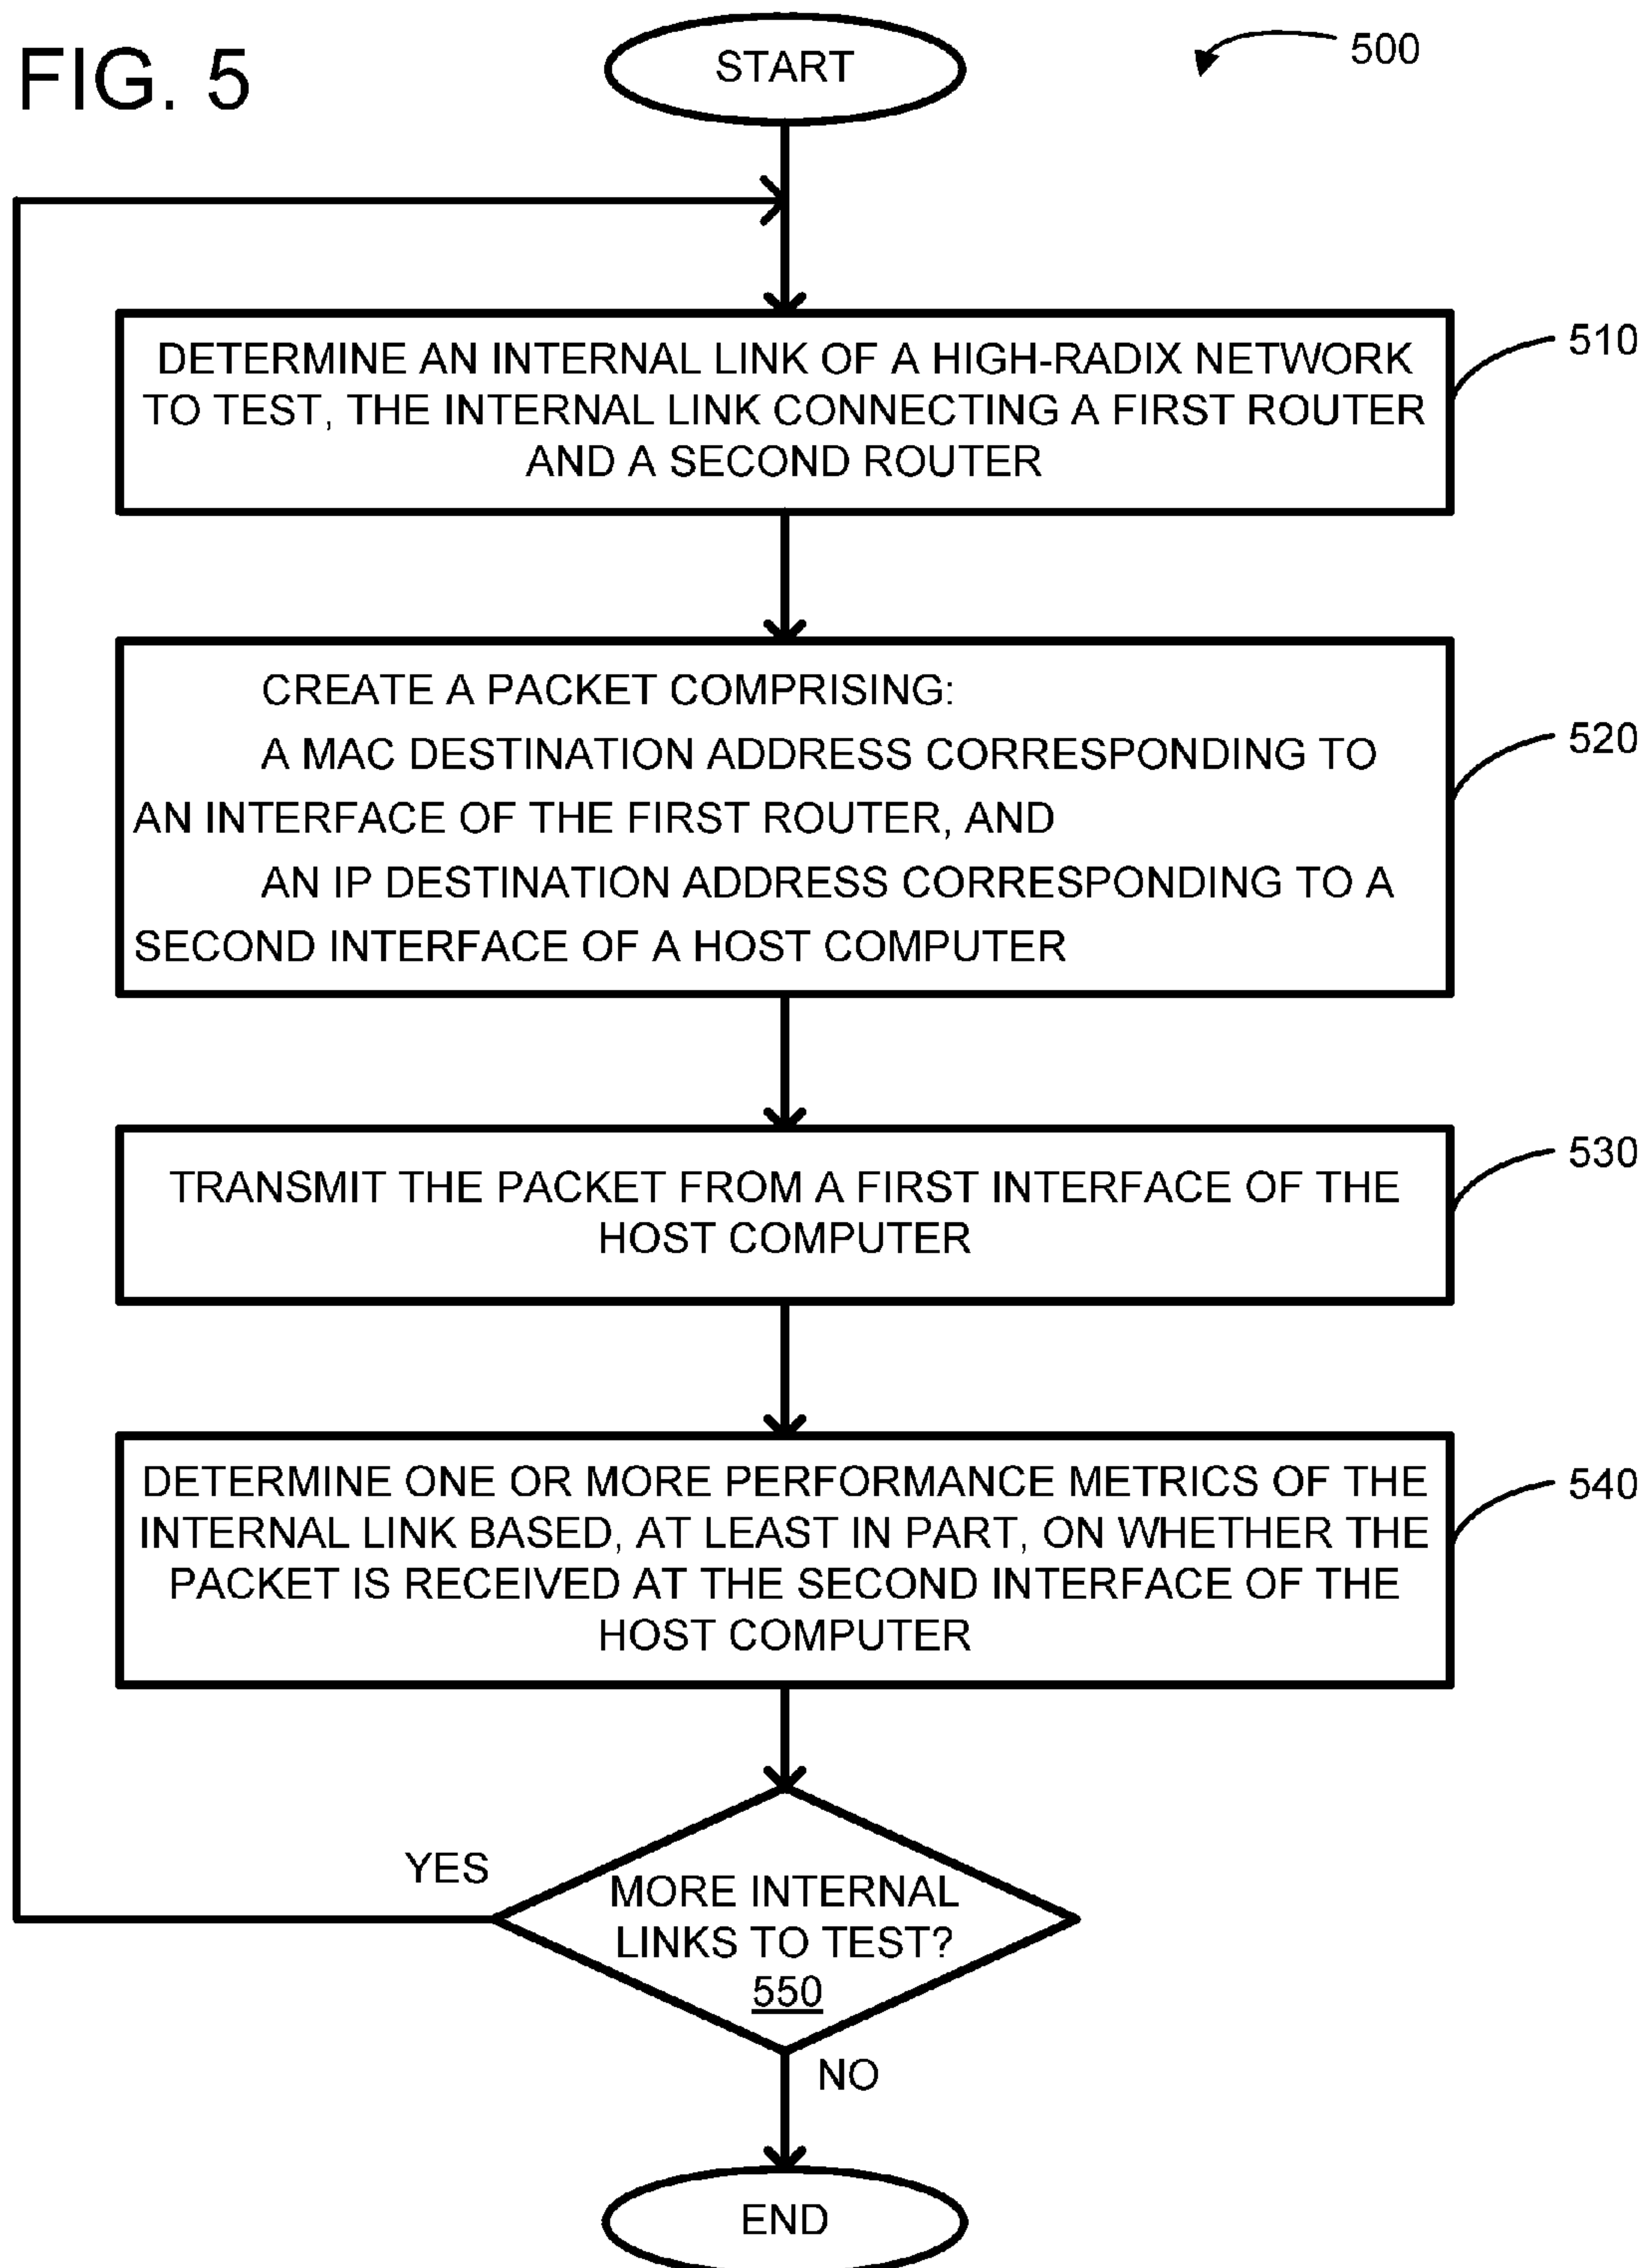 FIG. 5
START
500
DETERMINE AN INTERNAL LINK OF A HIGH-RADIX NETWORK
TO TEST, THE INTERNAL LINK CONNECTING A FIRST ROUTER
AND A SECOND ROUTER
510
CREATE A PACKET COMPRISING:
A MAC DESTINATION ADDRESS CORRESPONDING TO
AN INTERFACE OF THE FIRST ROUTER, AND
AN IP DESTINATION ADDRESS CORRESPONDING TO A
SECOND INTERFACE OF A HOST COMPUTER
520
TRANSMIT THE PACKET FROM A FIRST INTERFACE OF THE
HOST COMPUTER
530
DETERMINE ONE OR MORE PERFORMANCE METRICS OF THE
INTERNAL LINK BASED, AT LEAST IN PART, ON WHETHER THE
PACKET IS RECEIVED AT THE SECOND INTERFACE OF THE
HOST COMPUTER
540
YES
MORE INTERNAL
LINKS TO TEST?
550
NO
END